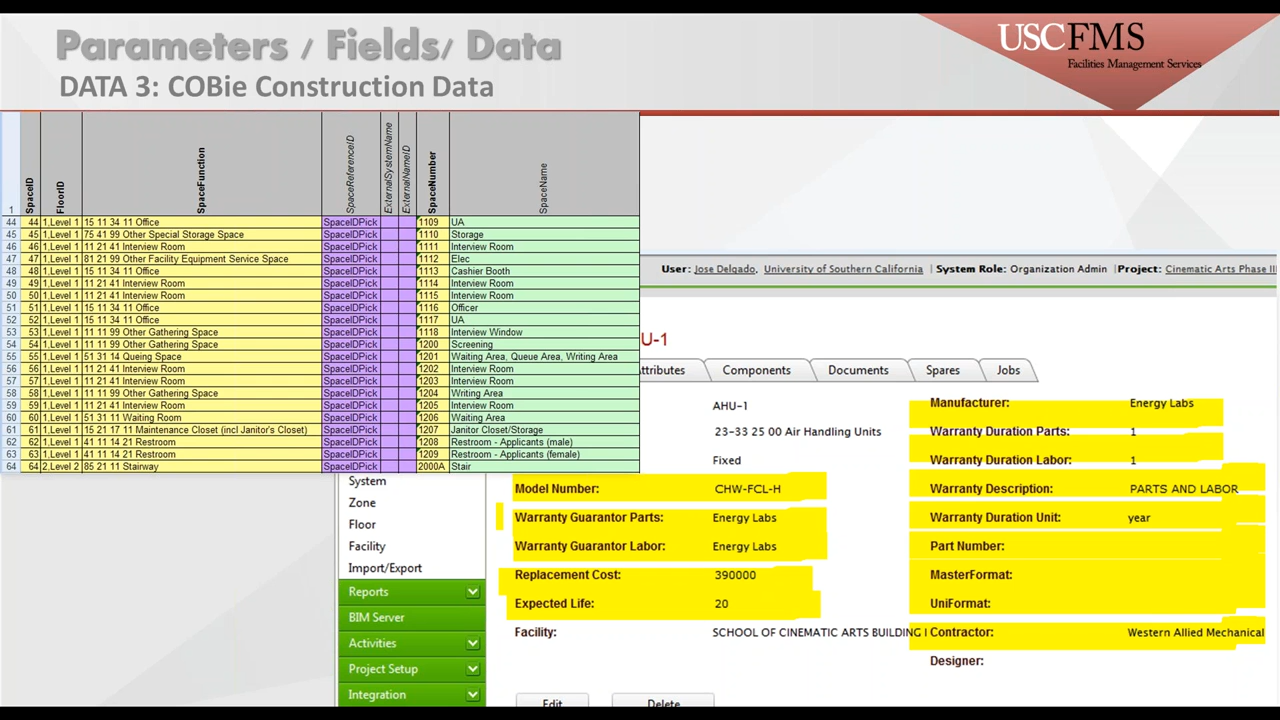 Parameters / Fields/ Data
DATA 3: COBie Construction Data
USCFMS
Facilities Management Services
1 SpaceID FloorID SpaceFunction SpaceReferenceID ExternalSystemName ExternalNameID SpaceNumber SpaceName
44 44 1,Level 1 15 11 34 11 Office SpaceIDPick 1109 UA
45 45 1,Level 1 75 41 99 Other Special Storage Space SpaceIDPick 1110 Storage
46 46 1,Level 1 11 21 41 Interview Room SpaceIDPick 1111 Interview Room
47 47 1,Level 1 81 21 99 Other Facility Equipment Service Space SpaceIDPick 1112 Elec
48 48 1,Level 1 15 11 34 11 Office SpaceIDPick 1113 Cashier Booth
49 49 1,Level 1 11 21 41 Interview Room SpaceIDPick 1114 Interview Room
50 50 1,Level 1 11 21 41 Interview Room SpaceIDPick 1115 Interview Room
51 51 1,Level 1 15 11 34 11 Office SpaceIDPick 1116 Officer
52 52 1,Level 1 15 11 34 11 Office SpaceIDPick 1117 UA
53 53 1,Level 1 11 11 99 Other Gathering Space SpaceIDPick 1118 Interview Window
54 54 1,Level 1 11 11 99 Other Gathering Space SpaceIDPick 1200 Screening
55 55 1,Level 1 51 31 14 Queing Space SpaceIDPick 1201 Waiting Area, Queue Area, Writing Area
56 56 1,Level 1 11 21 41 Interview Room SpaceIDPick 1202 Interview Room
57 57 1,Level 1 11 21 41 Interview Room SpaceIDPick 1203 Interview Room
58 58 1,Level 1 11 11 99 Other Gathering Space SpaceIDPick 1204 Writing Area
59 59 1,Level 1 11 21 41 Interview Room SpaceIDPick 1205 Interview Room
60 60 1,Level 1 51 31 11 Waiting Room SpaceIDPick 1206 Waiting Area
61 61 1,Level 1 15 21 17 11 Maintenance Closet (incl Janitor's Closet) SpaceIDPick 1207 Janitor Closet/Storage
62 62 1,Level 1 41 11 14 21 Restroom SpaceIDPick 1208 Restroom - Applicants (male)
63 63 1,Level 1 41 11 14 21 Restroom SpaceIDPick 1209 Restroom - Applicants (female)
64 64 2,Level 2 85 21 11 Stairway SpaceIDPick 2000A Stair
User: Jose Delgado, University of Southern California | System Role: Organization Admin | Project: Cinematic Arts Phase III
U-1
ttributes Components Documents Spares Jobs
AHU-1 Manufacturer: Energy Labs
23-33 25 00 Air Handling Units Warranty Duration Parts: 1
Fixed Warranty Duration Labor: 1
System Model Number: CHW-FCL-H Warranty Description: PARTS AND LABOR
Zone Warranty Guarantor Parts: Energy Labs Warranty Duration Unit: year
Floor
Facility Warranty Guarantor Labor: Energy Labs Part Number:
Import/Export Replacement Cost: 390000 MasterFormat:
Reports Expected Life: 20 UniFormat:
BIM Server Facility: SCHOOL OF CINEMATIC ARTS BUILDING I Contractor: Western Allied Mechanical
Activities
Project Setup Designer:
Integration Edit Delete